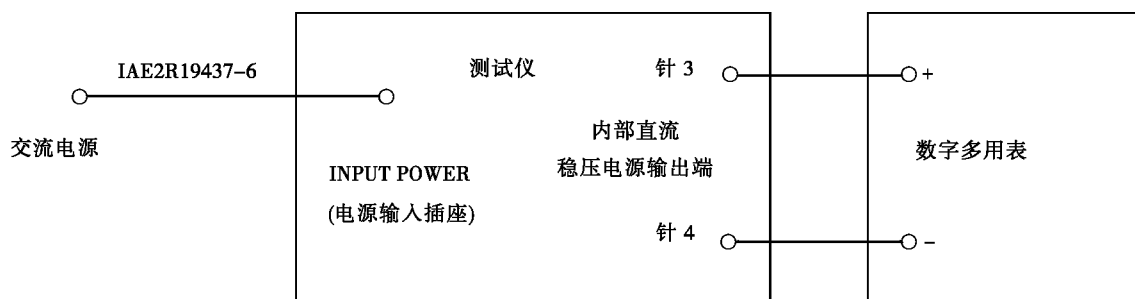 IAE2R19437-6
交流电源
测试仪
INPUT POWER
(电源输入插座)
针 3
内部直流
稳压电源输出端
针 4
+
数字多用表
-